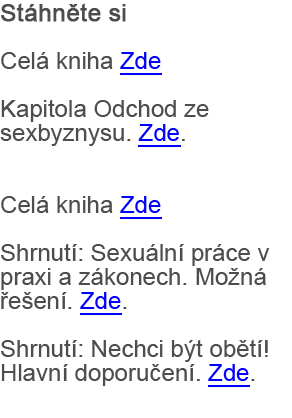 Stáhněte si
Celá kniha Zde
Kapitola Odchod ze
sexbyznysu. Zde.
Celá kniha Zde
Shrnutí: Sexuální práce v
praxi a zákonech. Možná
řešení. Zde.
Shrnutí: Nechci být obětí!
Hlavní doporučení. Zde.